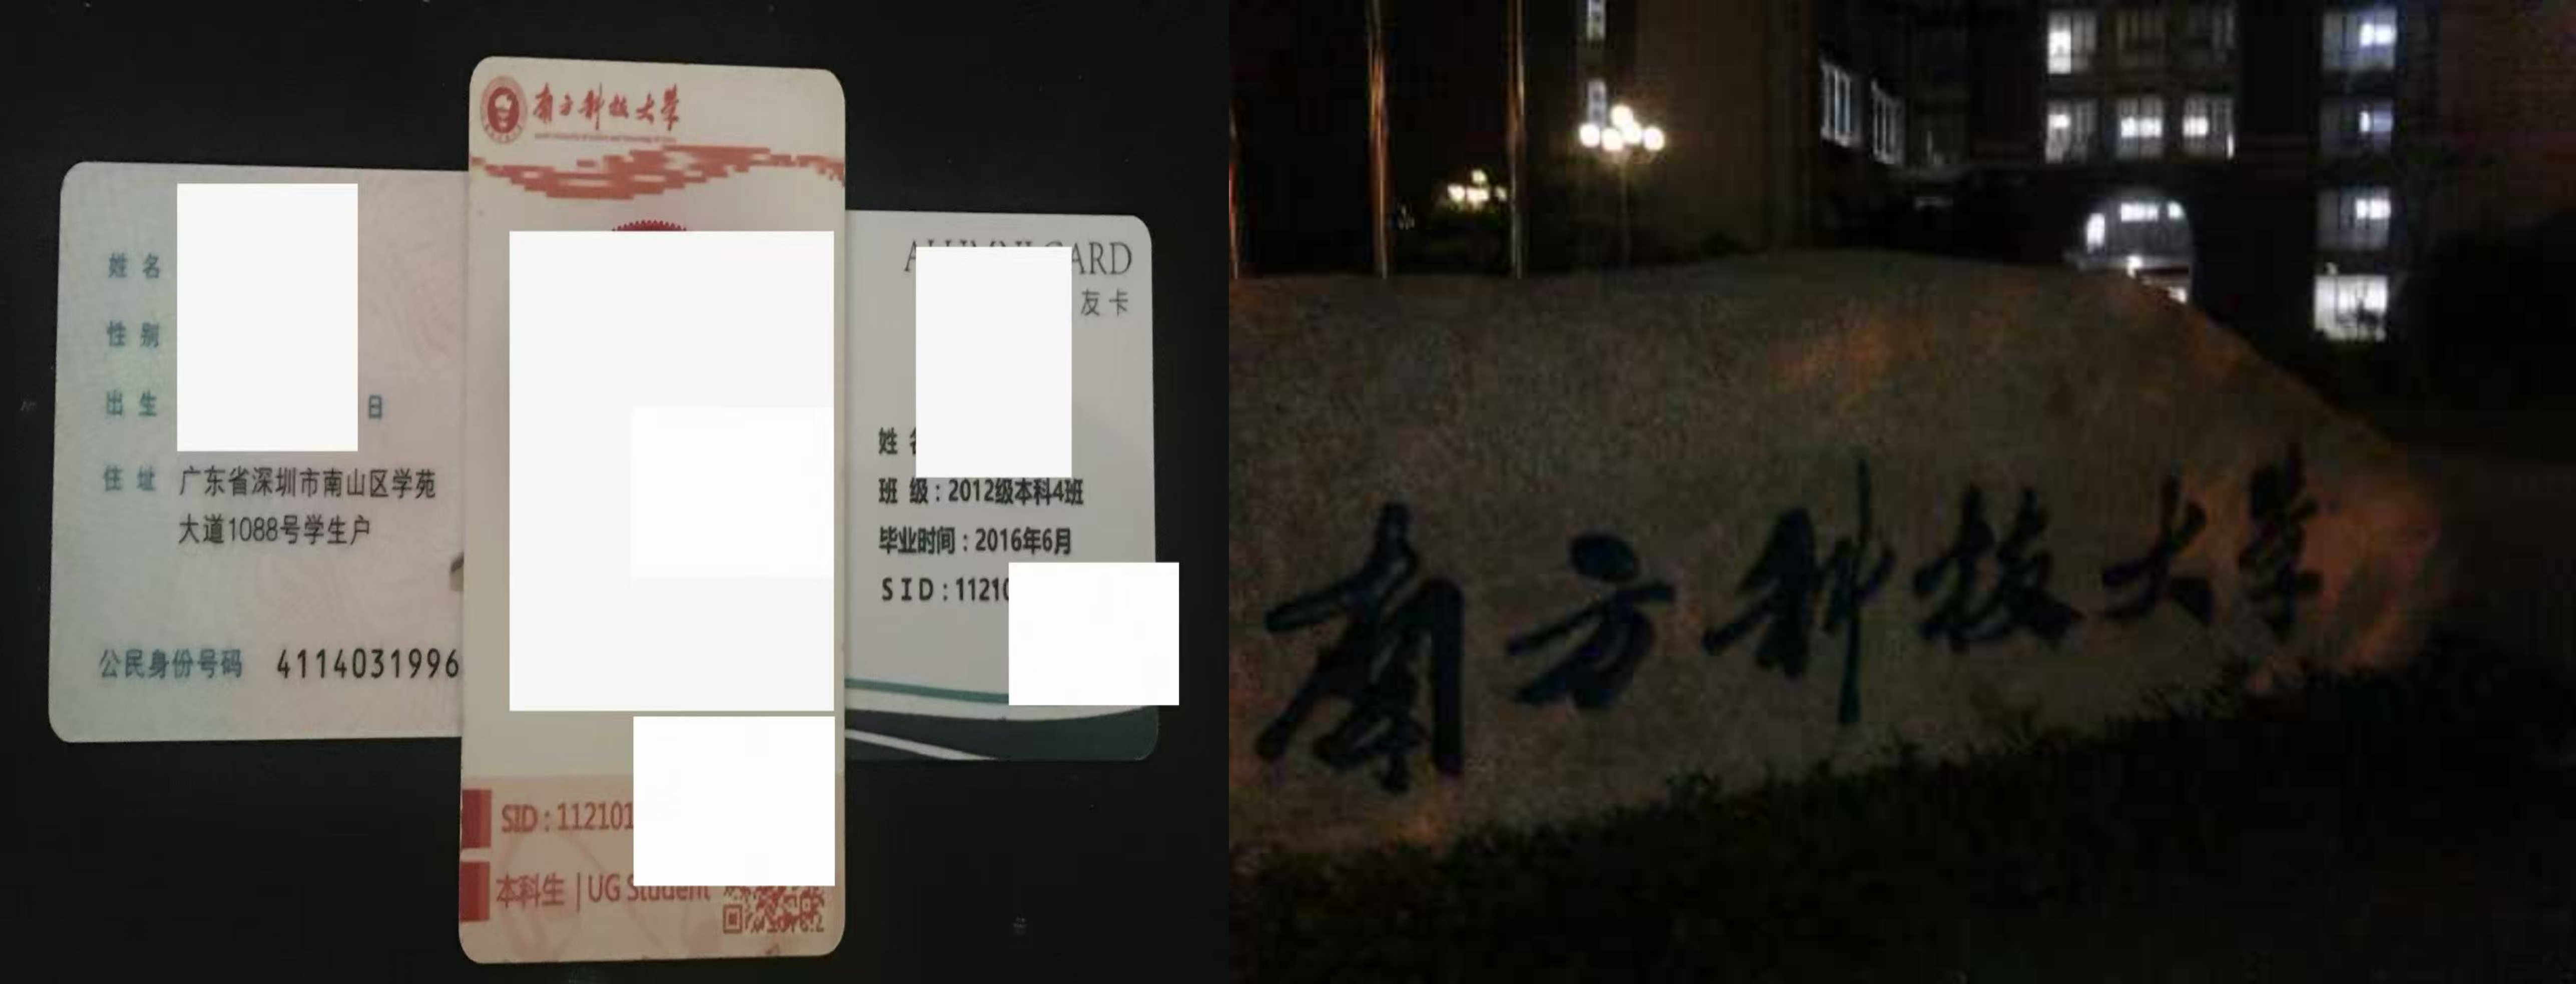 姓 名
性 别
出 生
日
住 址 广东省深圳市南山区学苑
大道1088号学生户
公民身份号码 4114031996
南方科技大学
SID : 112101
本科生 | UG Student
ARD
友卡
姓
班 级 : 2012级本科4班
毕业时间 : 2016年6月
SID : 11210
南方科技大学